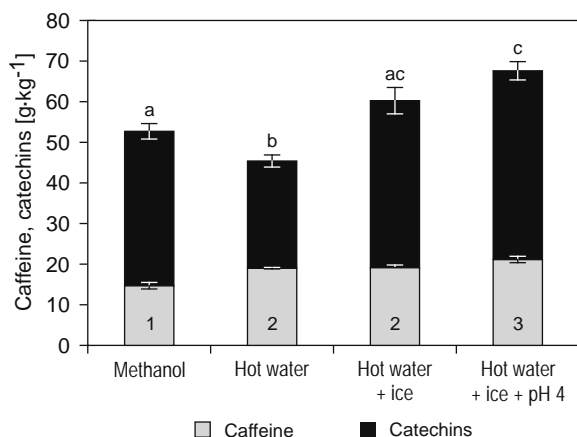 80
70
60
50
40
30
20
10
0
Caffeine, catechins [g·kg-1]
a
b
ac
c
1
2
2
3
Methanol
Hot water
Hot water
+ ice
Hot water
+ ice + pH 4
Caffeine
Catechins